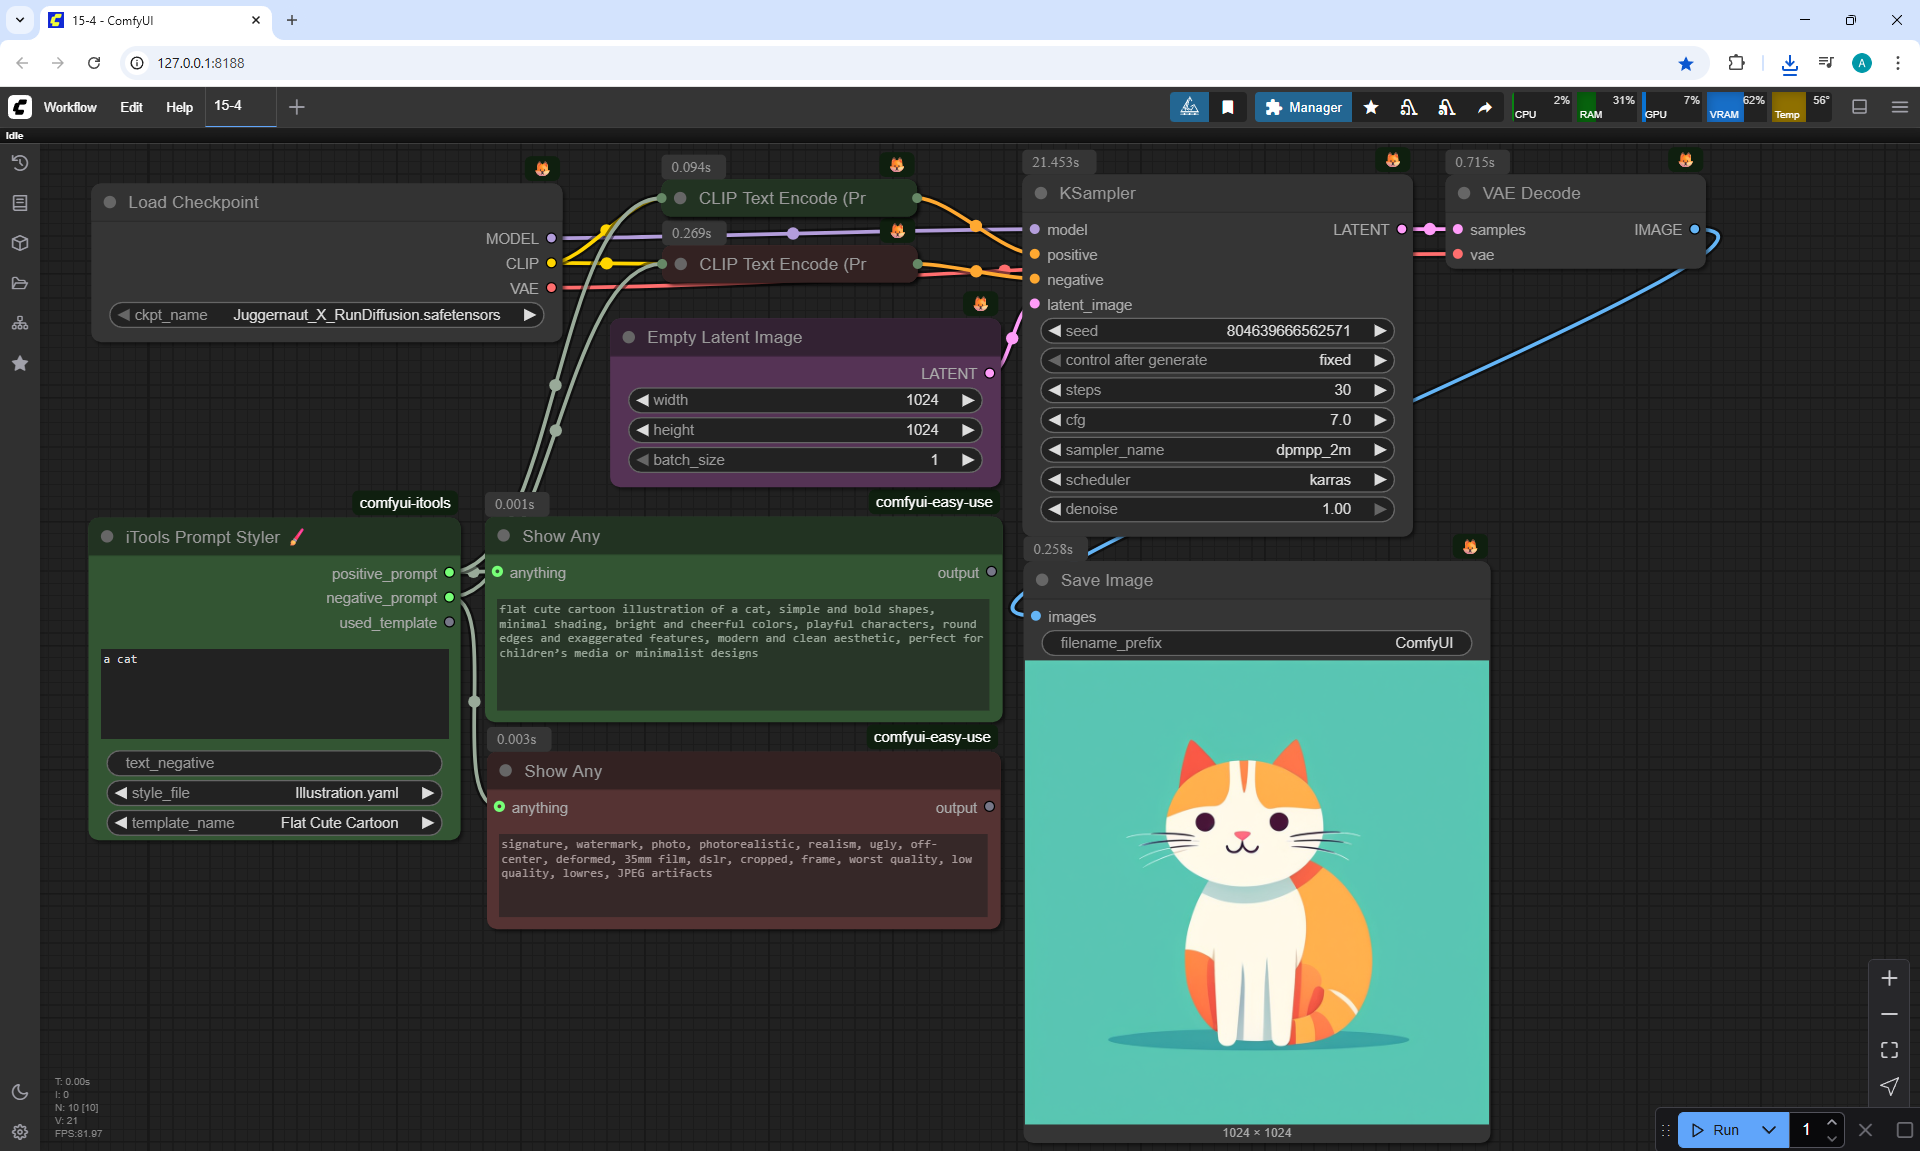 15-4 - ComfyUI
127.0.0.1:8188
A
Workflow Edit Help 15-4
Manager
CPU 2% RAM 31% GPU 7% VRAM 62% Temp 56°
Idle
Load Checkpoint
MODEL
CLIP
VAE
ckpt_name Juggernaut_X_RunDiffusion.safetensors
0.094s
CLIP Text Encode (Pr
0.269s
CLIP Text Encode (Pr
Empty Latent Image
LATENT
width 1024
height 1024
batch_size 1
21.453s
KSampler
model LATENT
positive
negative
latent_image
seed 804639666562571
control after generate fixed
steps 30
cfg 7.0
sampler_name dpmpp_2m
scheduler karras
denoise 1.00
0.715s
VAE Decode
samples IMAGE
vae
comfyui-itools
iTools Prompt Styler
positive_prompt
negative_prompt
used_template
a cat
text_negative
style_file Illustration.yaml
template_name Flat Cute Cartoon
0.001s
comfyui-easy-use
Show Any
anything output
flat cute cartoon illustration of a cat, simple and bold shapes,
minimal shading, bright and cheerful colors, playful characters, round
edges and exaggerated features, modern and clean aesthetic, perfect for
children’s media or minimalist designs
0.003s
comfyui-easy-use
Show Any
anything output
signature, watermark, photo, photorealistic, realism, ugly, off-
center, deformed, 35mm film, dslr, cropped, frame, worst quality, low
quality, lowres, JPEG artifacts
0.258s
Save Image
images
filename_prefix ComfyUI
1024 × 1024
T: 0.00s
I: 0
N: 10 [10]
V: 21
FPS:81.97
Run 1